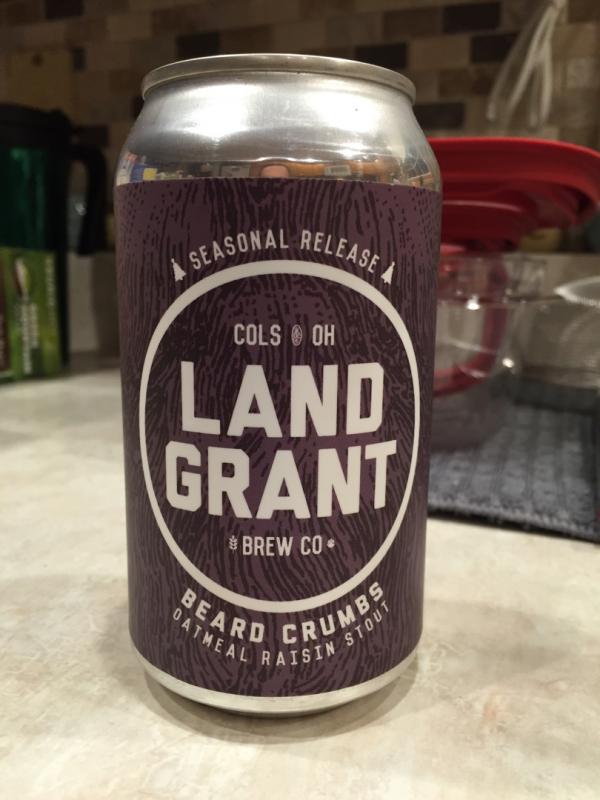 SEASONAL RELEASE
COLS OH
LAND
GRANT
BREW CO
BEARD CRUMBS
OATMEAL RAISIN STOUT